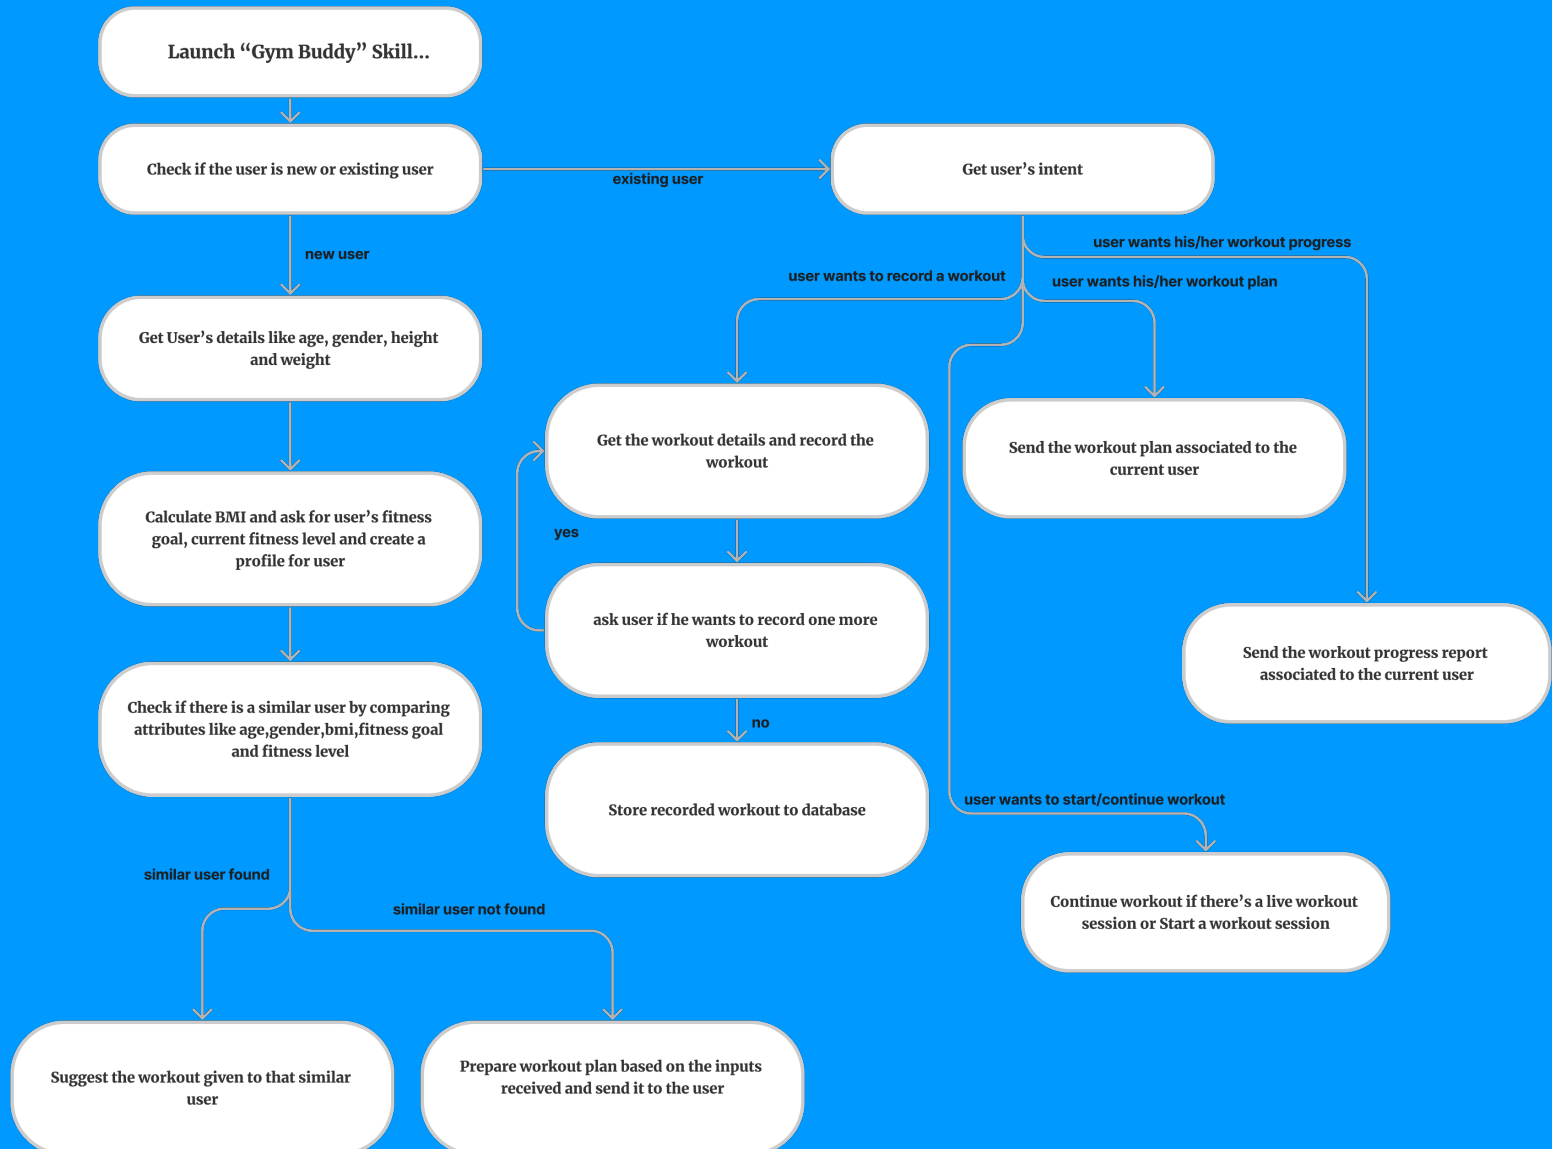 Launch “Gym Buddy” Skill...
Check if the user is new or existing user
existing user
Get user’s intent
new user
user wants his/her workout progress
user wants to record a workout
user wants his/her workout plan
Get User’s details like age, gender, height
and weight
Get the workout details and record the
workout
Send the workout plan associated to the
current user
yes
Calculate BMI and ask for user’s fitness
goal, current fitness level and create a
profile for user
ask user if he wants to record one more
workout
Send the workout progress report
associated to the current user
Check if there is a similar user by comparing
attributes like age,gender,bmi,fitness goal
and fitness level
no
Store recorded workout to database
user wants to start/continue workout
Continue workout if there’s a live workout
session or Start a workout session
similar user found
similar user not found
Suggest the workout given to that similar
user
Prepare workout plan based on the inputs
received and send it to the user